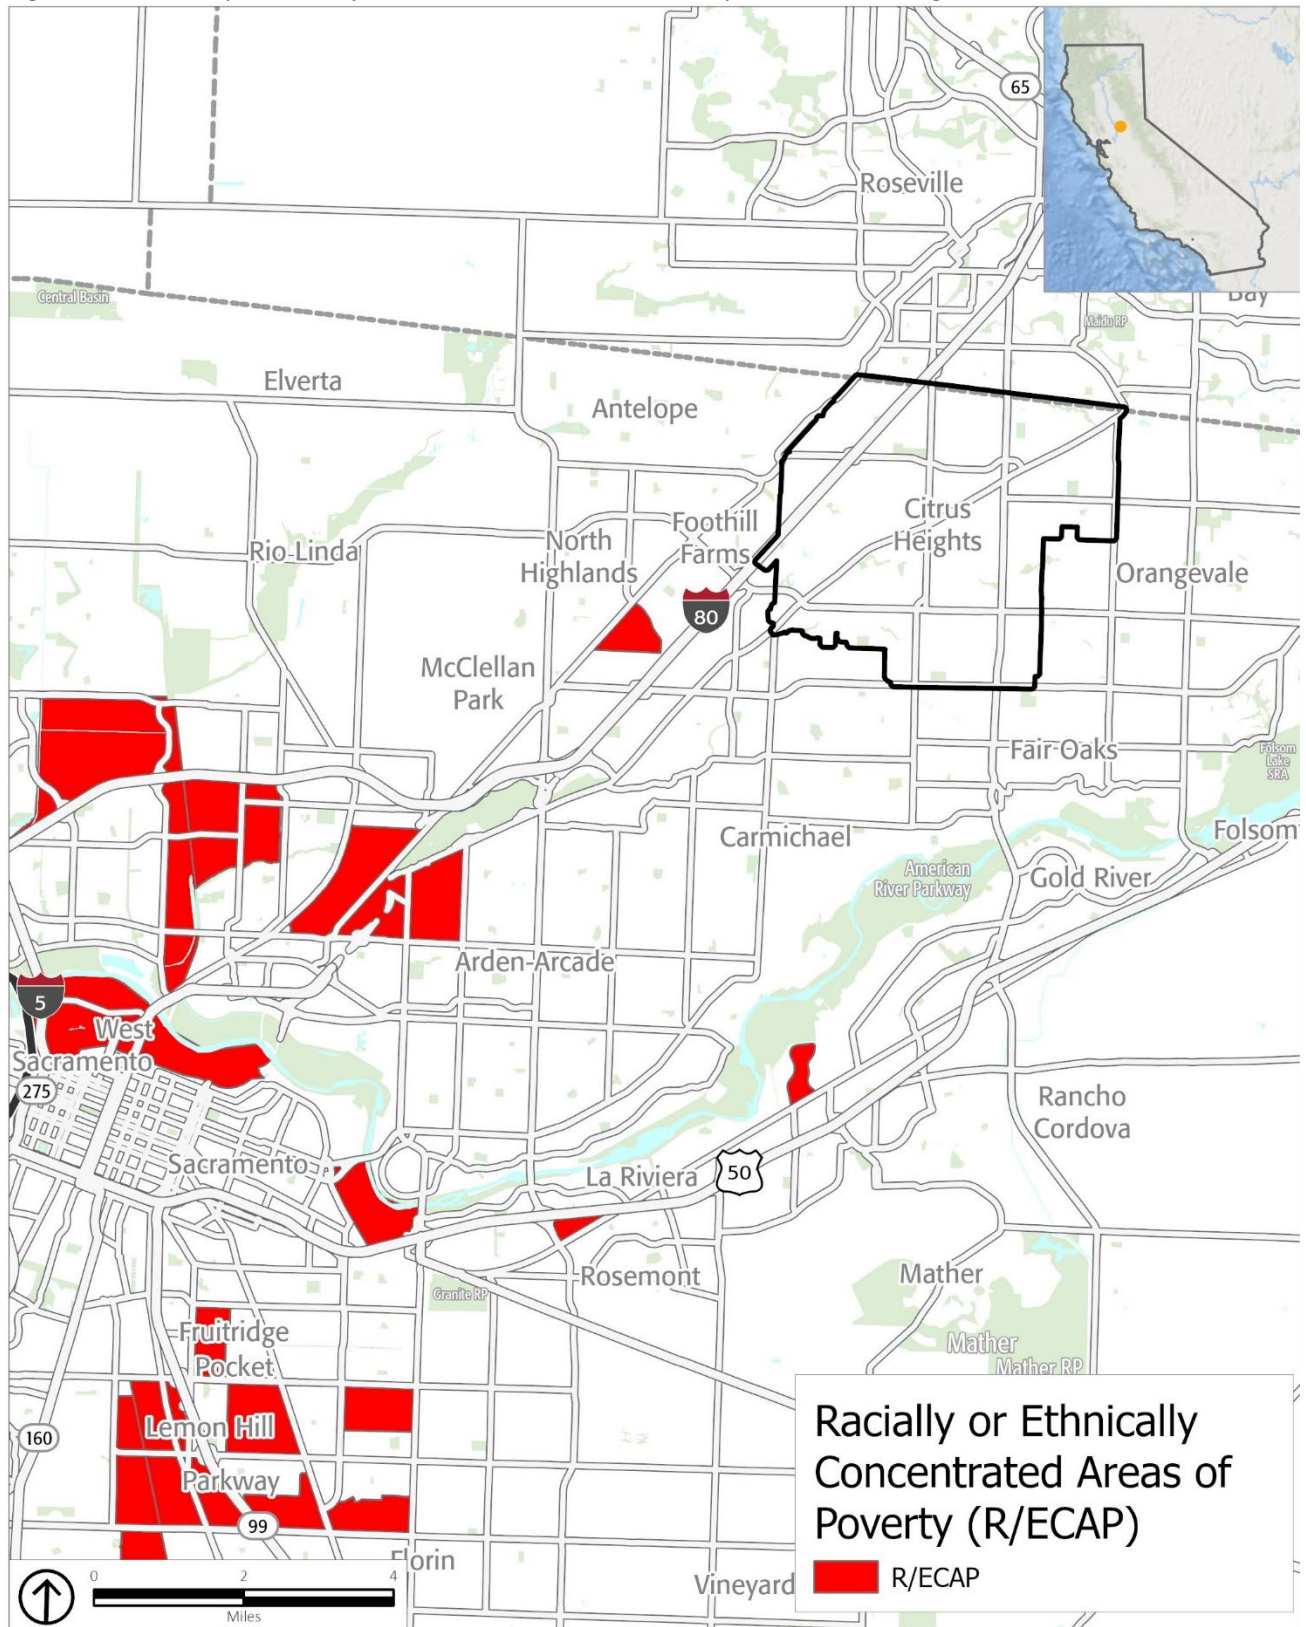 65
Roseville
Bay
Central Basin
Maidu RP
Elverta
Antelope
Citrus
Heights
Foothill
Farms
North
Highlands
Rio Linda
Orangevale
80
McClellan
Park
Fair Oaks
Folsom
Lake
SRA
Carmichael
Folsom
American
River Parkway
Gold River
Arden-Arcade
5
West
Sacramento
275
Rancho
Cordova
Sacramento
La Riviera
50
Rosemont
Mather
Granite RP
Fruitridge
Pocket
Mather
Mather RP
Lemon Hill
160
Parkway
99
Florin
Vineyard
Racially or Ethnically
Concentrated Areas of
Poverty (R/ECAP)
R/ECAP
0 2 4
Miles